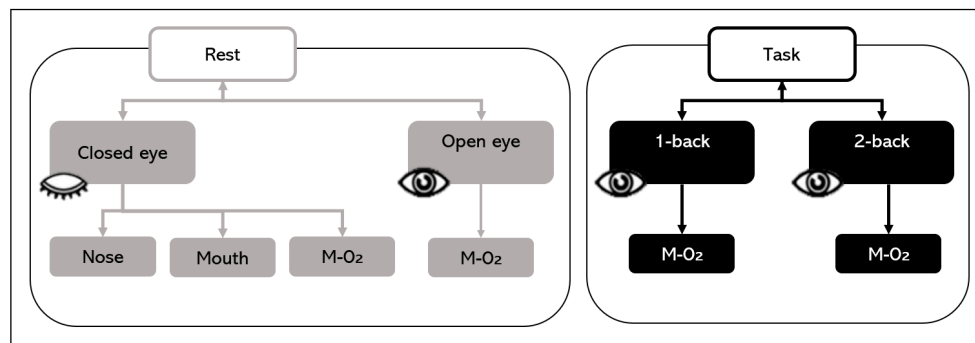 Rest
Task
Closed eye
Open eye
1-back
2-back
Nose
Mouth
M-O2
M-O2
M-O2
M-O2